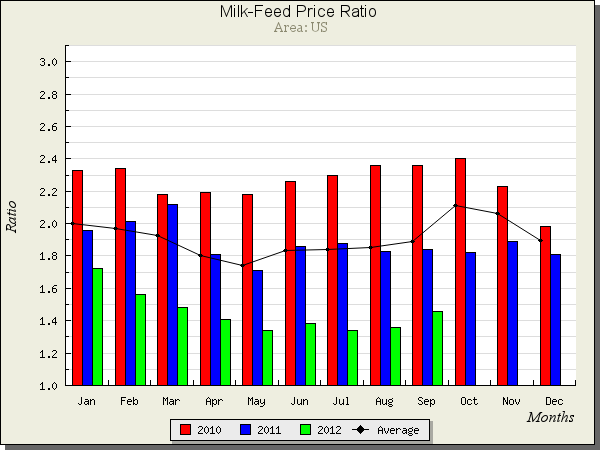 Milk-Feed Price Ratio
Area: US
3.0
2.8
2.6
2.4
2.2
2.0
1.8
1.6
1.4
1.2
1.0
Ratio
Jan Feb Mar Apr May Jun Jul Aug Sep Oct Nov Dec
Months
2010 2011 2012 Average